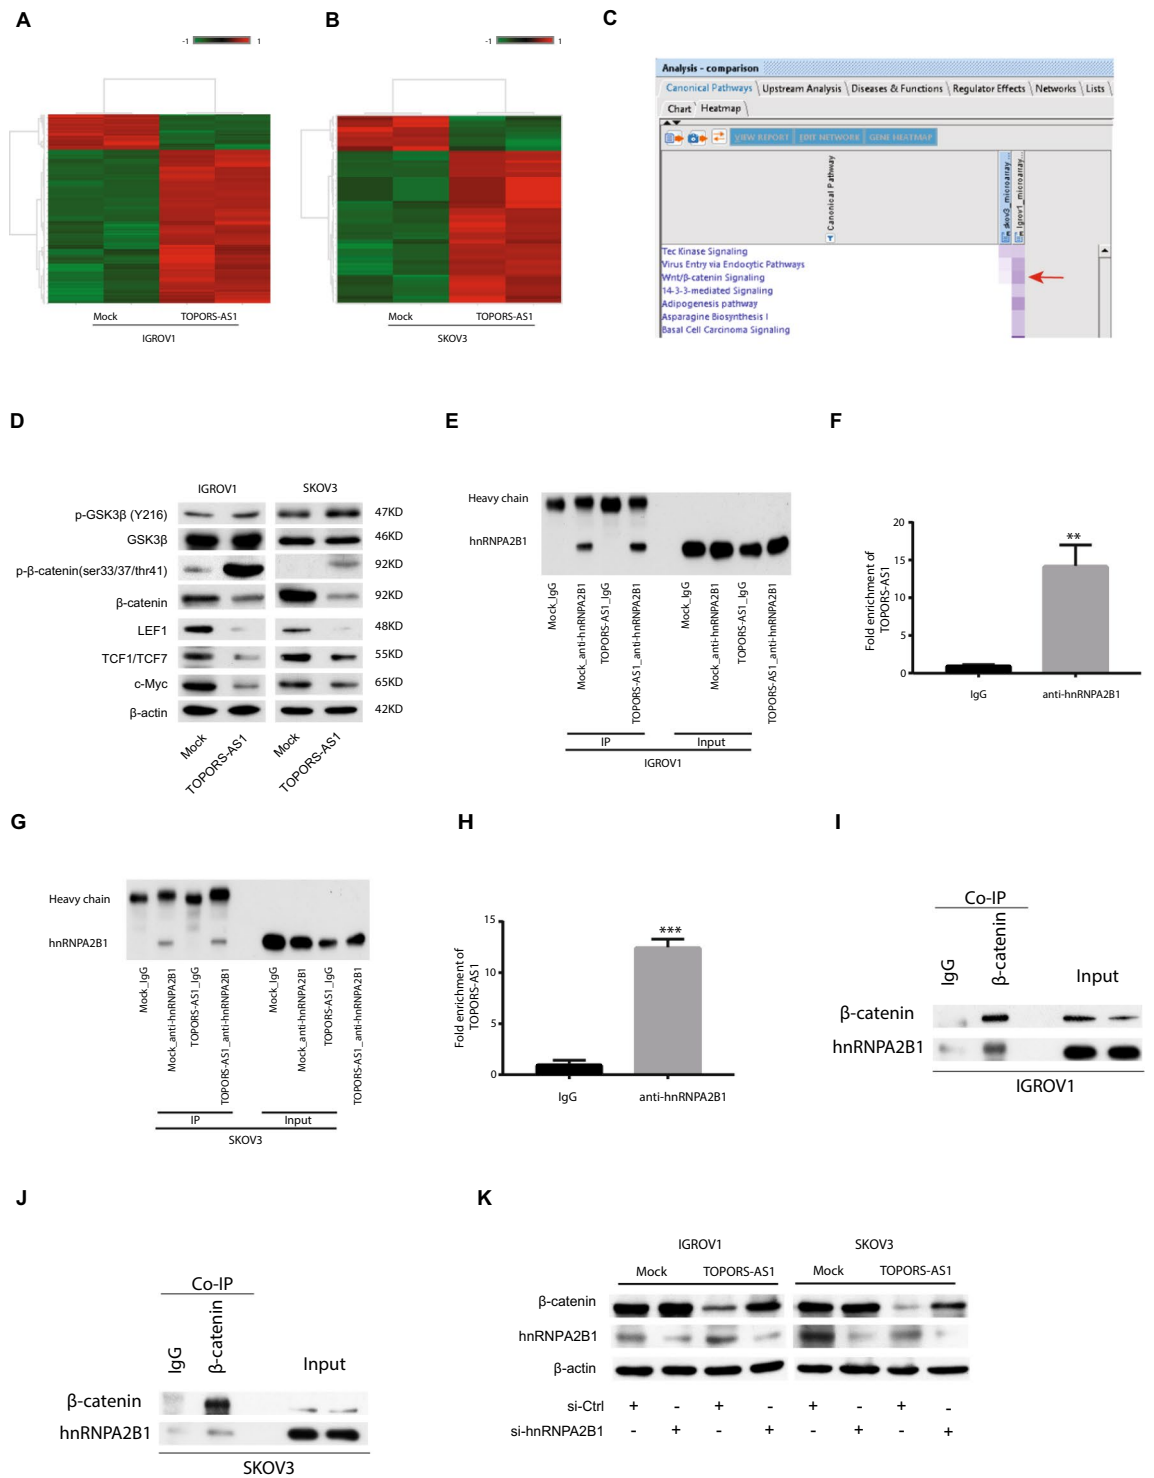 A
B
C
-1 1
-1 1
Mock TOPORS-AS1
IGROV1
Mock TOPORS-AS1
SKOV3
Analysis - comparison
Canonical Pathways Upstream Analysis Diseases & Functions Regulator Effects Networks Lists
Chart Heatmap
VIEW REPORT EDIT NETWORK GENE HEATMAP
Canonical Pathway
skov3_microarray...
Igrov1_microarray...
Tec Kinase Signaling
Virus Entry via Endocytic Pathways
Wnt/β-catenin Signaling
14-3-3-mediated Signaling
Adipogenesis pathway
Asparagine Biosynthesis I
Basal Cell Carcinoma Signaling
D
IGROV1 SKOV3
p-GSK3β (Y216) 47KD
GSK3β 46KD
p-β-catenin(ser33/37/thr41) 92KD
β-catenin 92KD
LEF1 48KD
TCF1/TCF7 55KD
c-Myc 65KD
β-actin 42KD
Mock
TOPORS-AS1
Mock
TOPORS-AS1
E
Heavy chain
hnRNPA2B1
Mock_IgG
Mock_anti-hnRNPA2B1
TOPORS-AS1_IgG
TOPORS-AS1_anti-hnRNPA2B1
Mock_IgG
Mock_anti-hnRNPA2B1
TOPORS-AS1_IgG
TOPORS-AS1_anti-hnRNPA2B1
IP Input
IGROV1
F
Fold enrichment of
TOPORS-AS1
20
15
10
5
0
**
IgG anti-hnRNPA2B1
G
Heavy chain
hnRNPA2B1
Mock_IgG
Mock_anti-hnRNPA2B1
TOPORS-AS1_IgG
TOPORS-AS1_anti-hnRNPA2B1
Mock_IgG
Mock_anti-hnRNPA2B1
TOPORS-AS1_IgG
TOPORS-AS1_anti-hnRNPA2B1
IP Input
SKOV3
H
Fold enrichment of
TOPORS-AS1
15
10
5
0
***
IgG anti-hnRNPA2B1
I
Co-IP
IgG
β-catenin
Input
β-catenin
hnRNPA2B1
IGROV1
J
Co-IP
IgG
β-catenin
Input
β-catenin
hnRNPA2B1
SKOV3
K
IGROV1 SKOV3
Mock TOPORS-AS1 Mock TOPORS-AS1
β-catenin
hnRNPA2B1
β-actin
si-Ctrl + - + - + - + -
si-hnRNPA2B1 - + - + - + - +